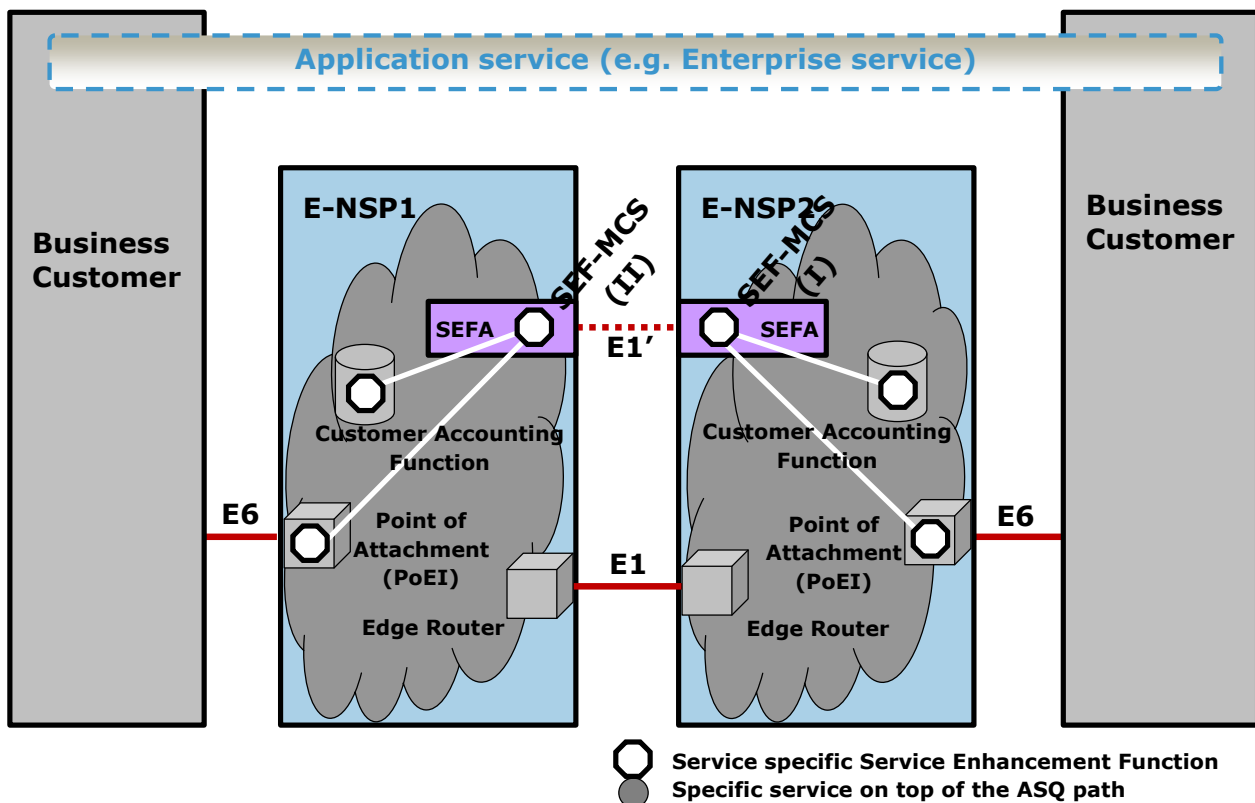 Application service (e.g. Enterprise service)
Business
Customer
E-NSP1
SEF-MCS
(II)
SEFA
E1’
Customer Accounting
Function
E6
Point of
Attachment
(PoEI)
Edge Router
E1
E-NSP2
SEF-MCS
(I)
SEFA
Customer Accounting
Function
Point of
Attachment
(PoEI)
Edge Router
E6
Business
Customer
Service specific Service Enhancement Function
Specific service on top of the ASQ path